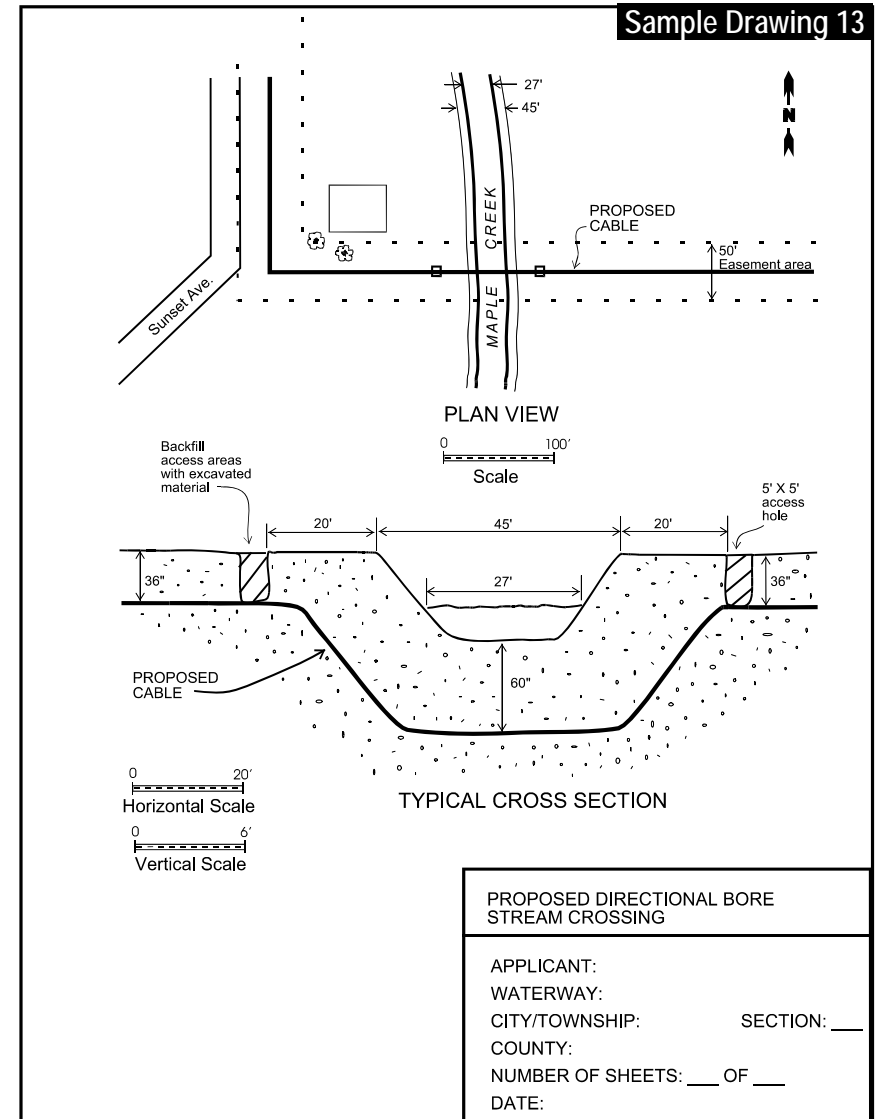 Sample Drawing 13
27'
45'
N
PROPOSED
CABLE
MAPLE CREEK
50'
Easement area
Sunset Ave.
PLAN VIEW
0 100'
Scale
Backfill
access areas
with excavated
material
5' X 5'
access
hole
20' 45' 20'
36" 27' 36"
PROPOSED
CABLE
60"
0 20'
Horizontal Scale
TYPICAL CROSS SECTION
0 6'
Vertical Scale
PROPOSED DIRECTIONAL BORE
STREAM CROSSING
APPLICANT:
WATERWAY:
CITY/TOWNSHIP: SECTION: ___
COUNTY:
NUMBER OF SHEETS: ___ OF ___
DATE: